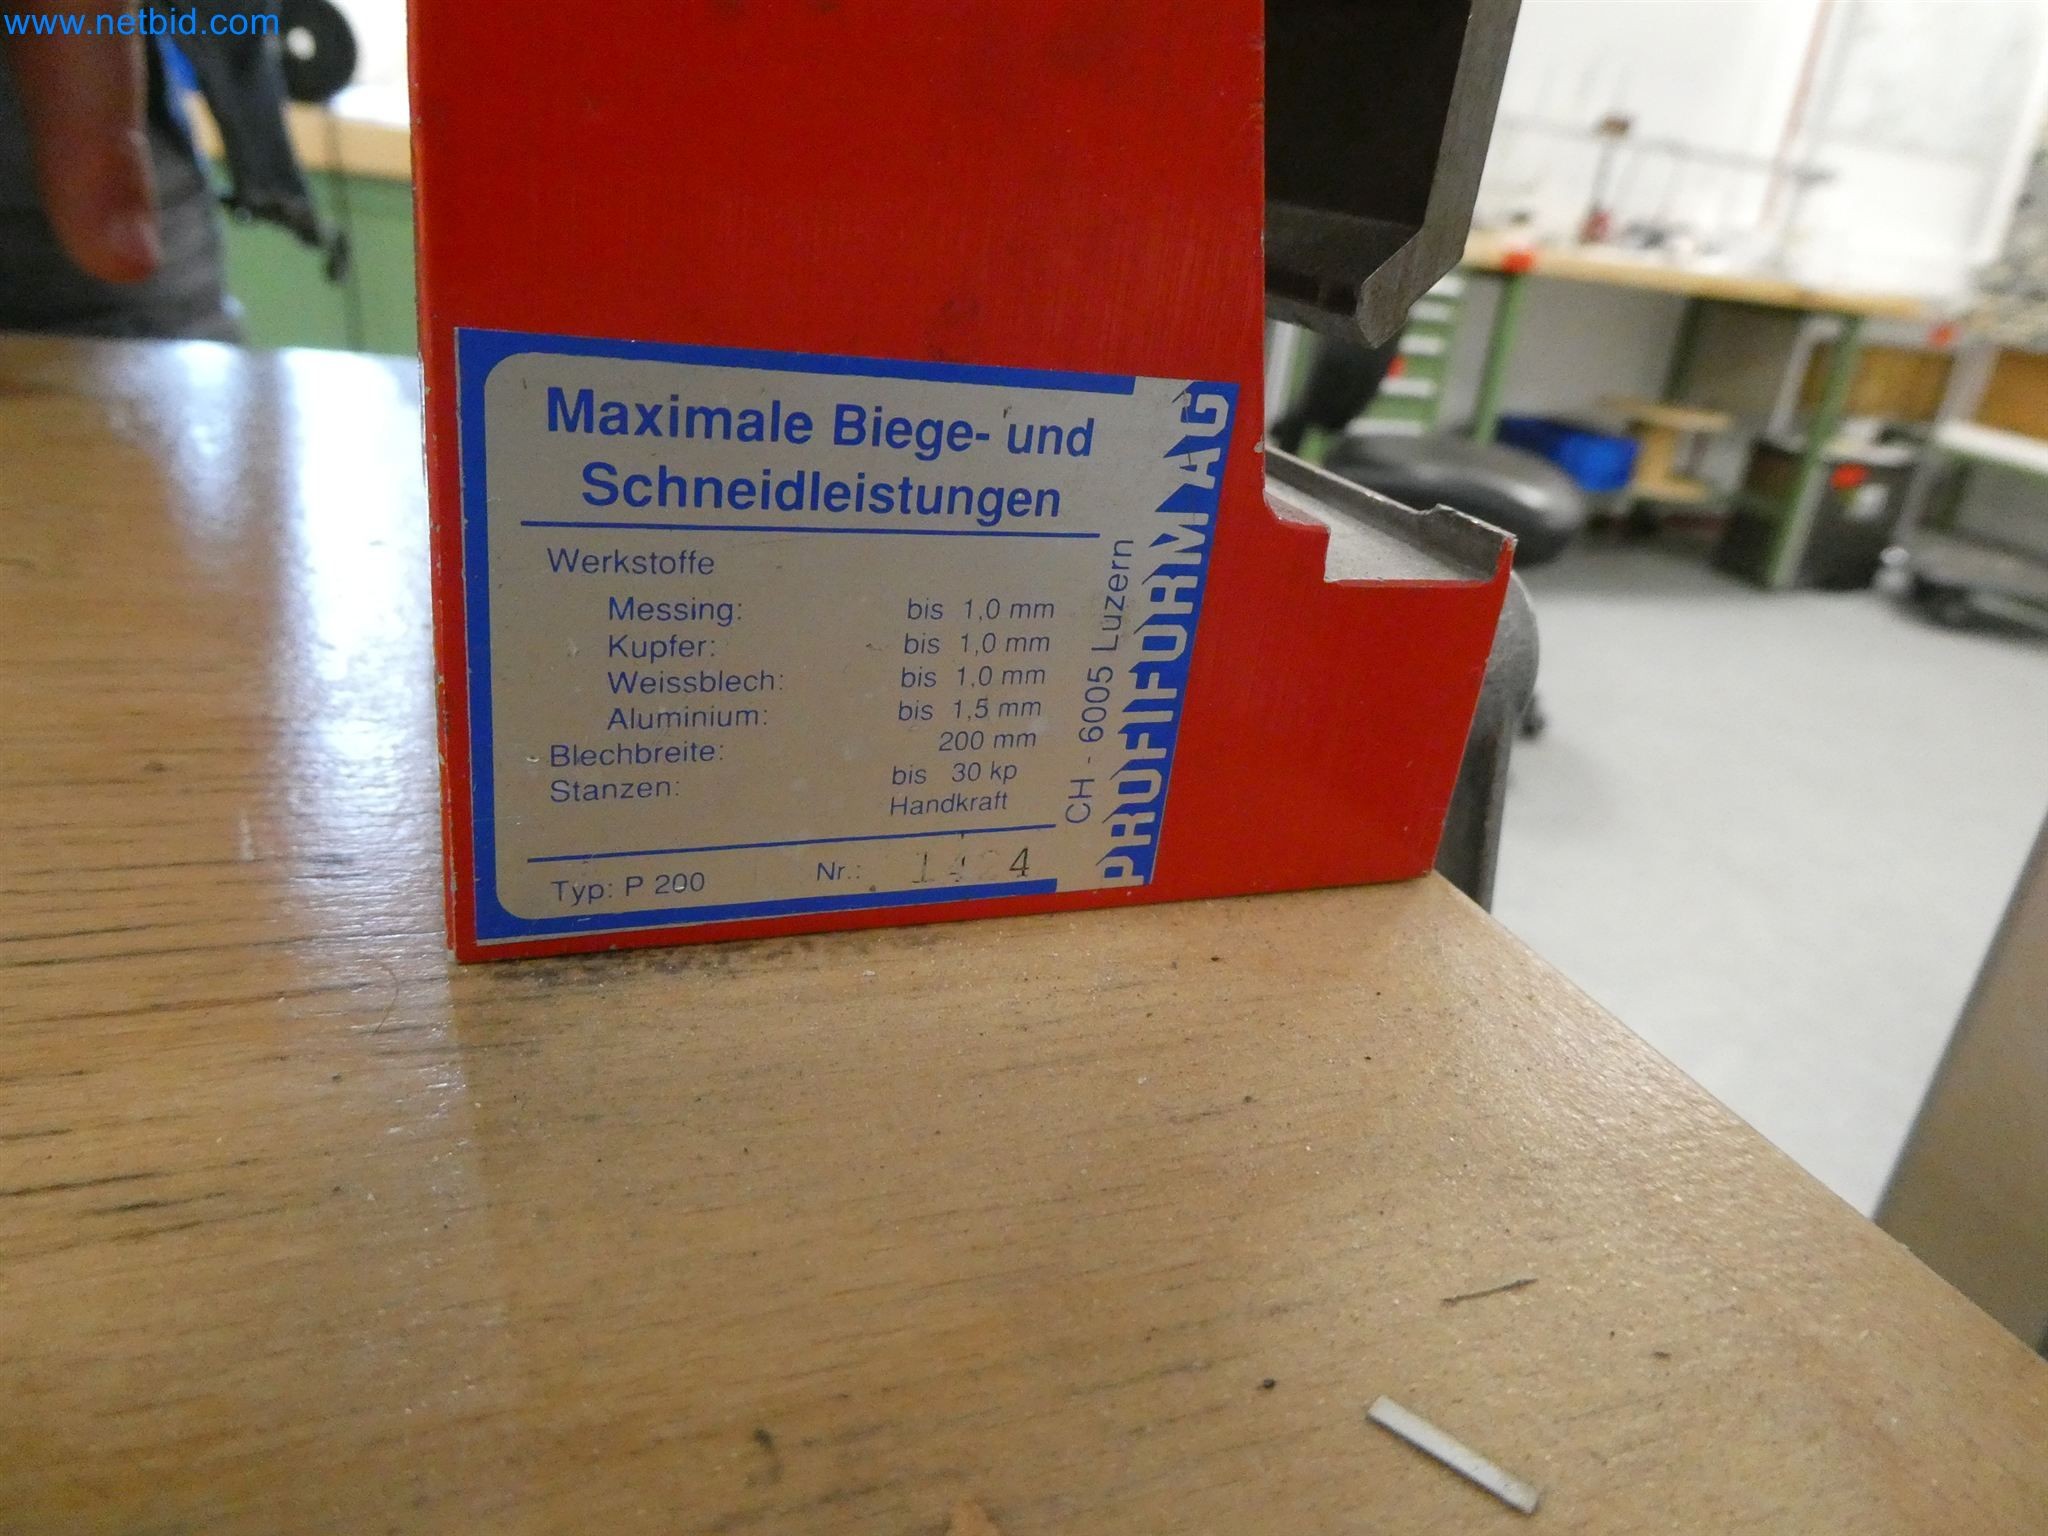 www.netbid.com
Maximale Biege- und
Schneidleistungen
Werkstoffe
Messing: bis 1,0 mm
Kupfer: bis 1,0 mm
Weissblech: bis 1,0 mm
Aluminium: bis 1,5 mm
Blechbreite: 200 mm
Stanzen: bis 30 kp
Handkraft
Typ: P 200 Nr.:
CH - 6005 Luzern
PROFIFORM AG